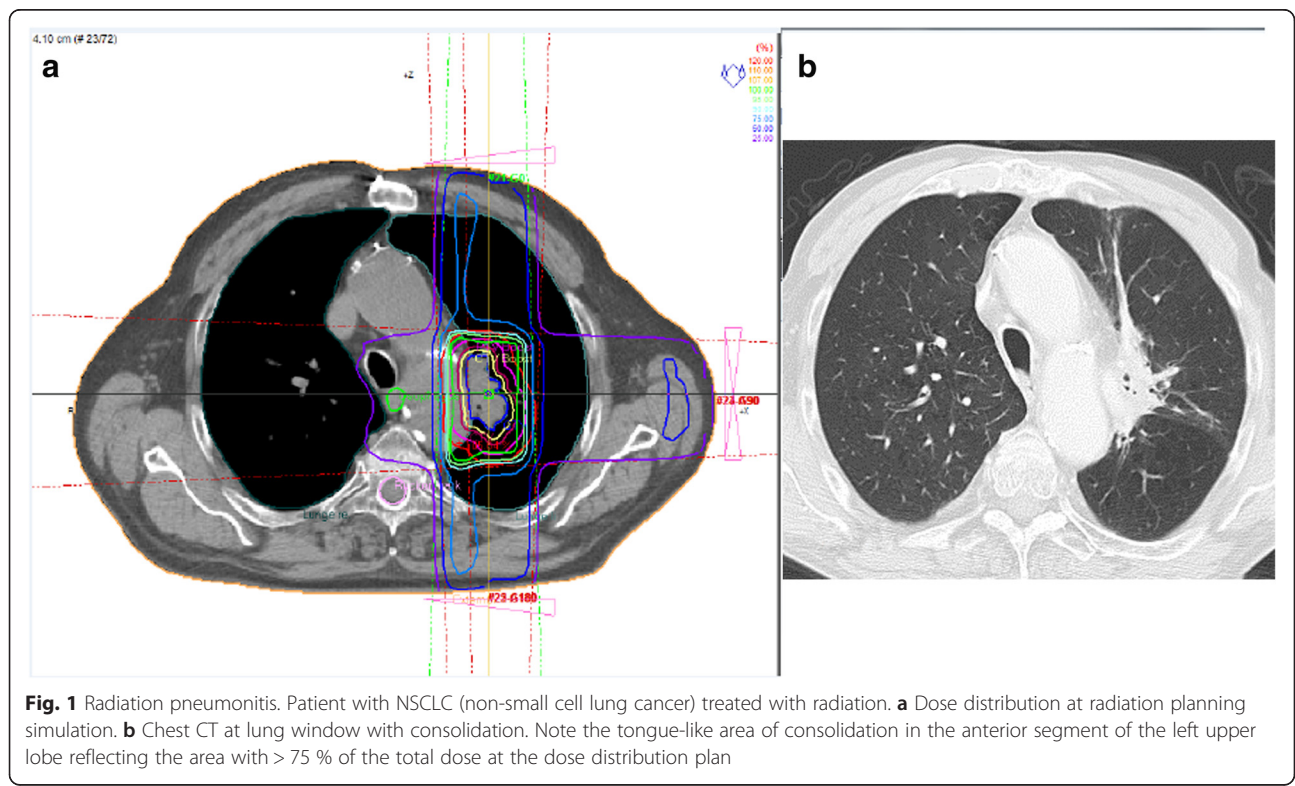 4.10 cm (# 23/72)
a
+Z
(%)
120.00
110.00
107.00
100.00
75.00
50.00
25.00
b
#23-G180
Fig. 1 Radiation pneumonitis. Patient with NSCLC (non-small cell lung cancer) treated with radiation. a Dose distribution at radiation planning
simulation. b Chest CT at lung window with consolidation. Note the tongue-like area of consolidation in the anterior segment of the left upper
lobe reflecting the area with > 75 % of the total dose at the dose distribution plan